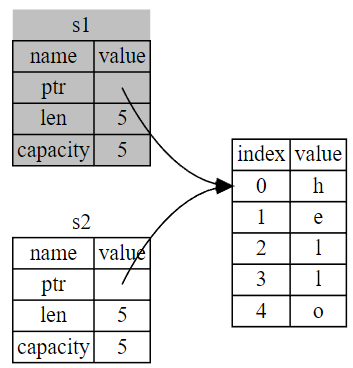 s1
name value
ptr
len 5
capacity 5
s2
name value
ptr
len 5
capacity 5
index value
0 h
1 e
2 l
3 l
4 o